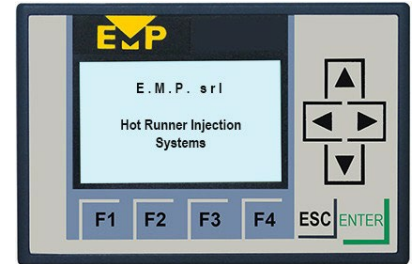 EMP
E.M.P. srl
Hot Runner Injection
Systems
F1 F2 F3 F4 ESC ENTER